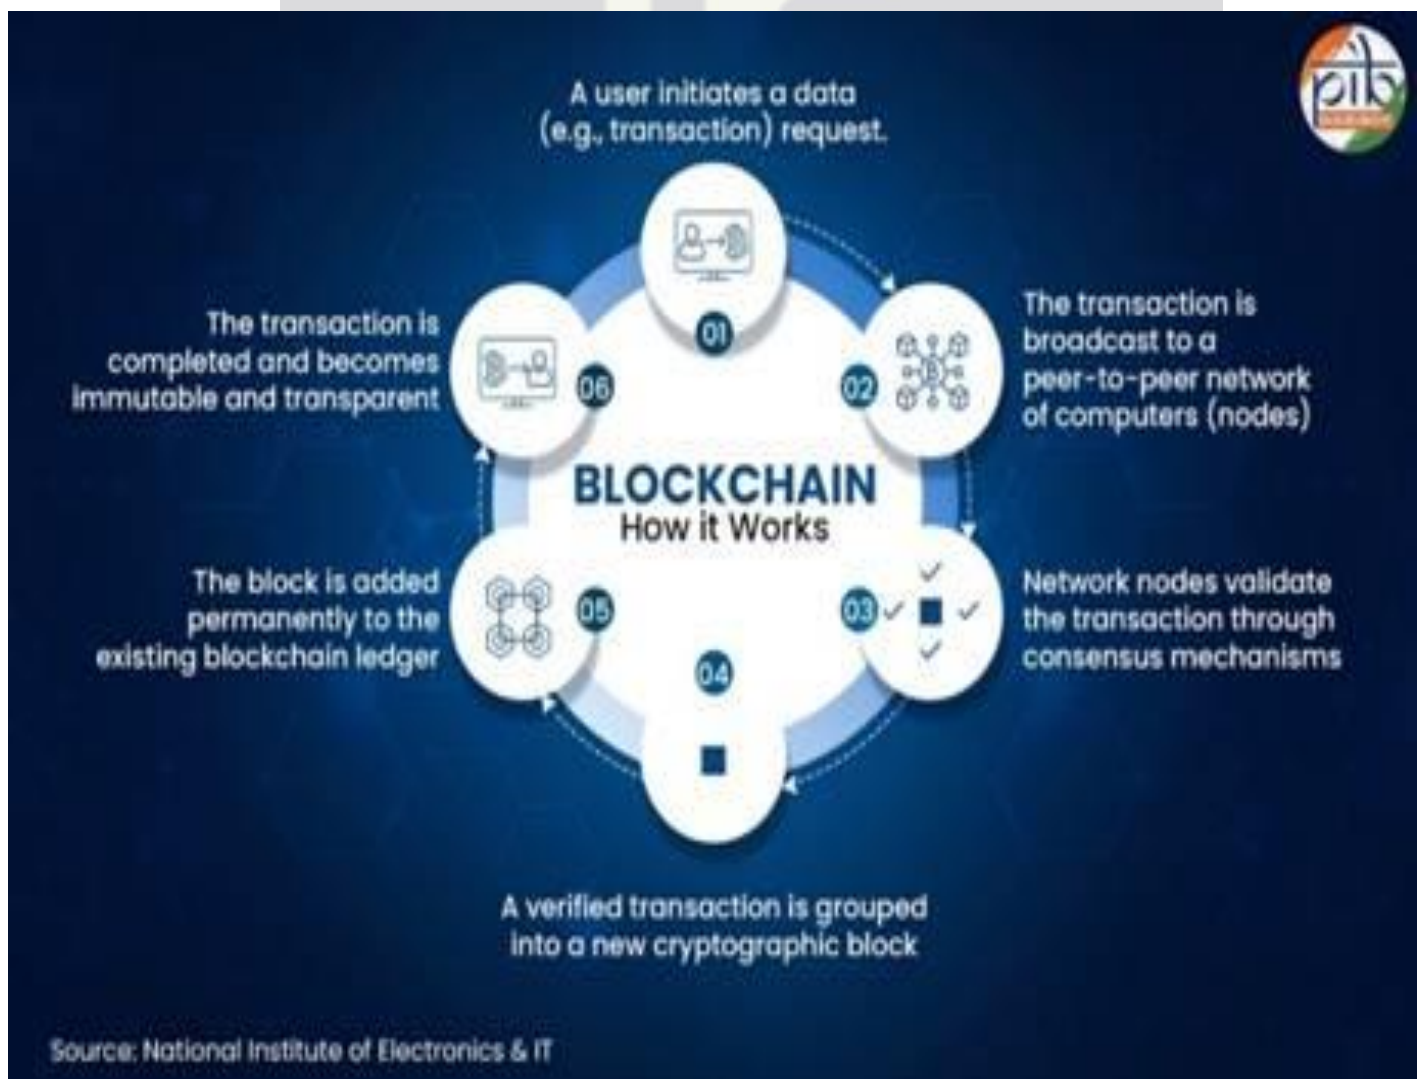 pib
A user initiates a data
(e.g., transaction) request.
01
The transaction is
broadcast to a
peer-to-peer network
of computers (nodes)
02
Network nodes validate
the transaction through
consensus mechanisms
03
04
A verified transaction is grouped
into a new cryptographic block
The block is added
permanently to the
existing blockchain ledger
05
The transaction is
completed and becomes
immutable and transparent
06
BLOCKCHAIN
How it Works
Source: National Institute of Electronics & IT